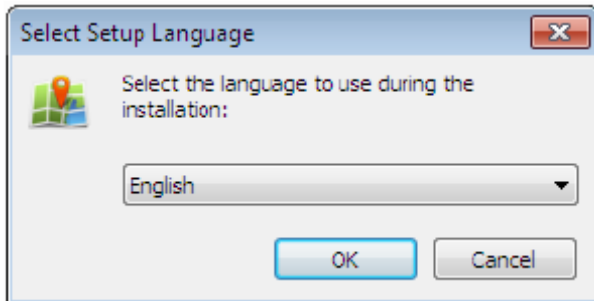 Select Setup Language
Select the language to use during the
installation:
English
OK
Cancel